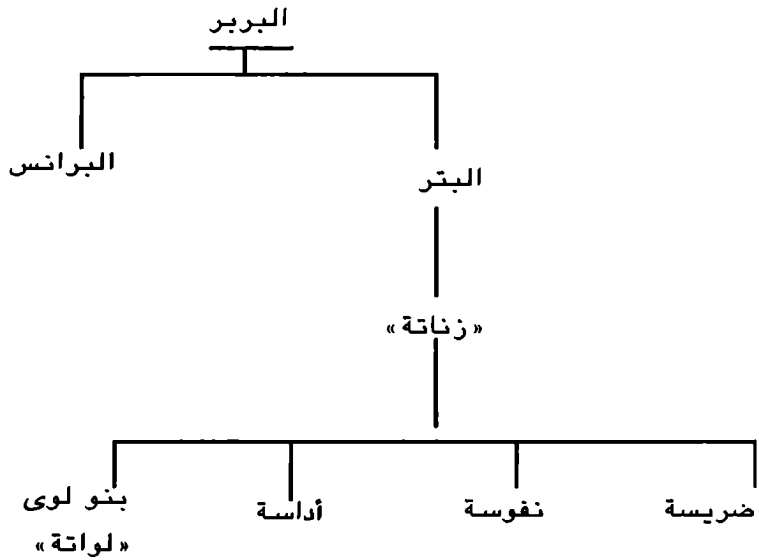 البربر
البرانس
البتر
«زناتة»
ضريسة
نفوسة
أداسة
بنو لوى
«لواتة»